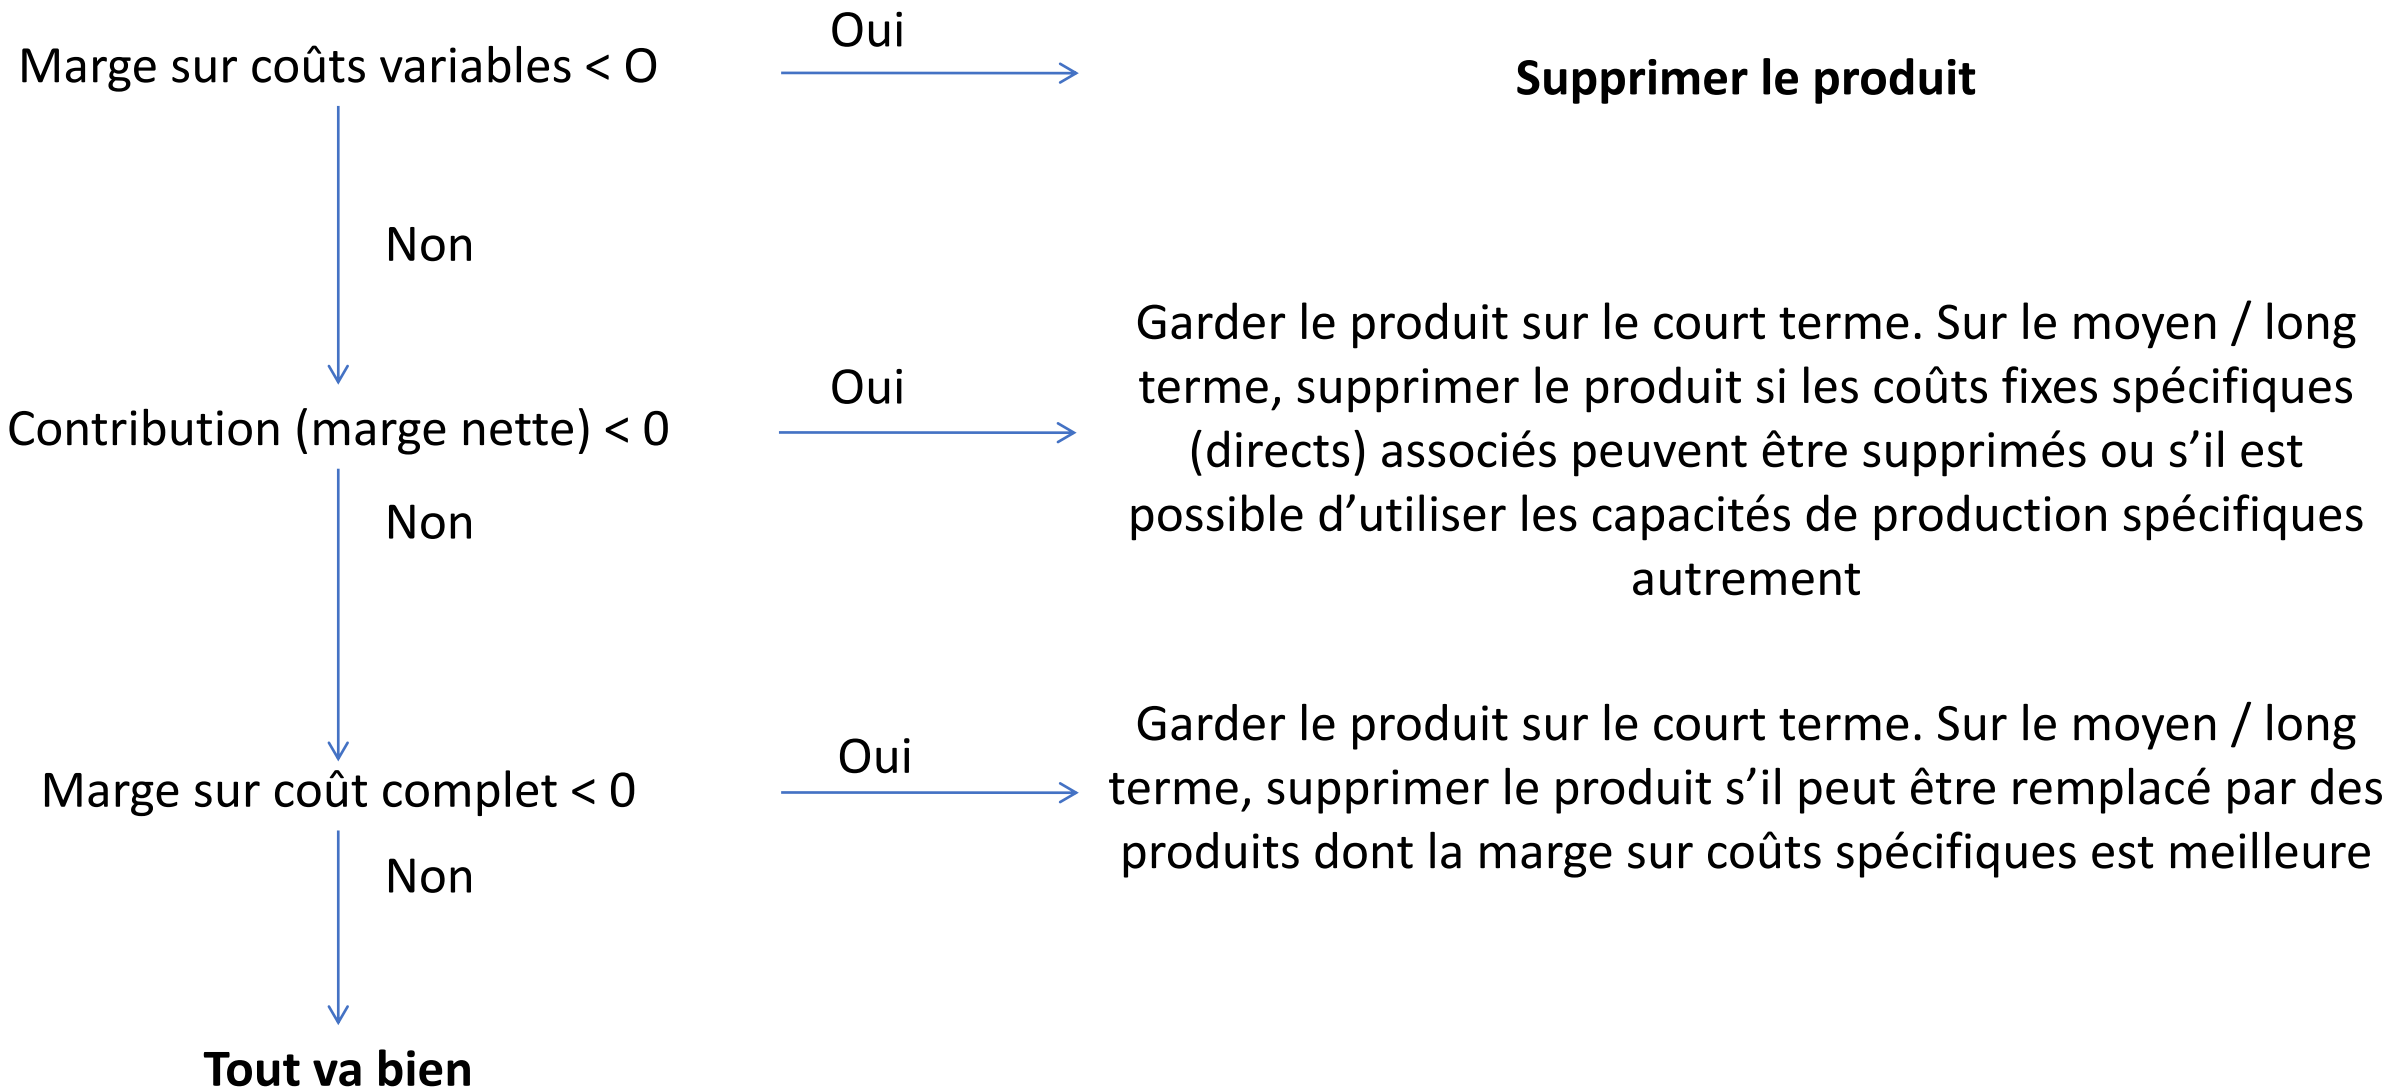 Marge sur coûts variables < O
Oui
Supprimer le produit
Non
Contribution (marge nette) < 0
Oui
Garder le produit sur le court terme. Sur le moyen / long
terme, supprimer le produit si les coûts fixes spécifiques
(directs) associés peuvent être supprimés ou s’il est
possible d’utiliser les capacités de production spécifiques
autrement
Non
Marge sur coût complet < 0
Oui
Garder le produit sur le court terme. Sur le moyen / long
terme, supprimer le produit s’il peut être remplacé par des
produits dont la marge sur coûts spécifiques est meilleure
Non
Tout va bien